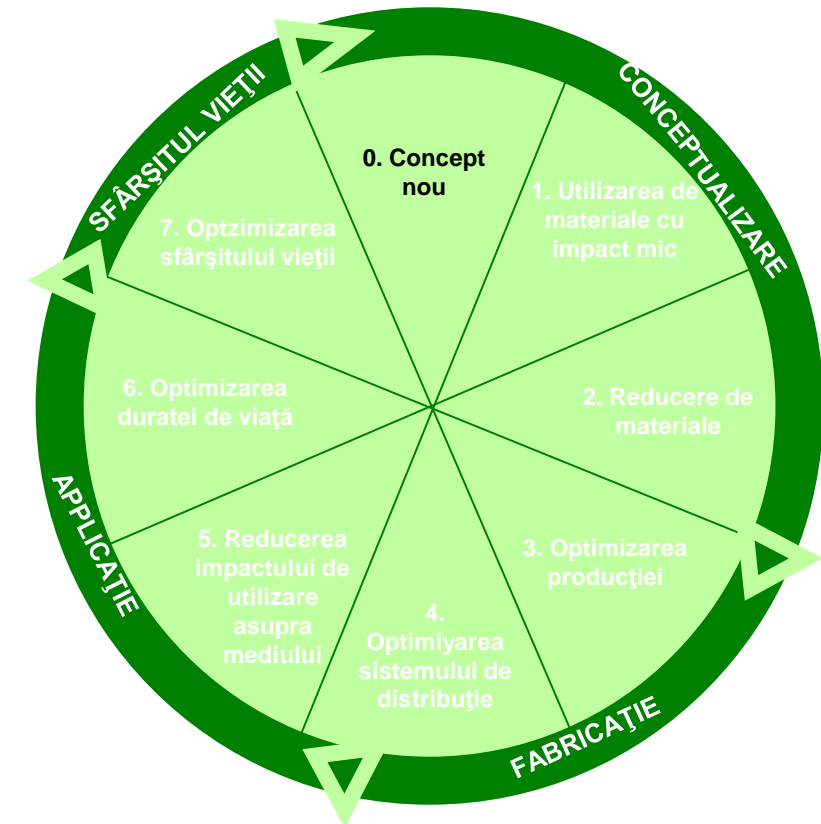 0. Concept
nou
1. Utilizarea de
materiale cu
impact mic
2. Reducere de
materiale
3. Optimizarea
producţiei
4.
Optimiyarea
sistemului de
distribuţie
5. Reducerea
impactului de
utilizare
asupra
mediului
6. Optimizarea
duratei de viaţă
7. Optzimizarea
sfârşitului vieţii
CONCEPTUALIZARE
FABRICAŢIE
APPLICAŢIE
SFÂRŞITUL VIEŢII